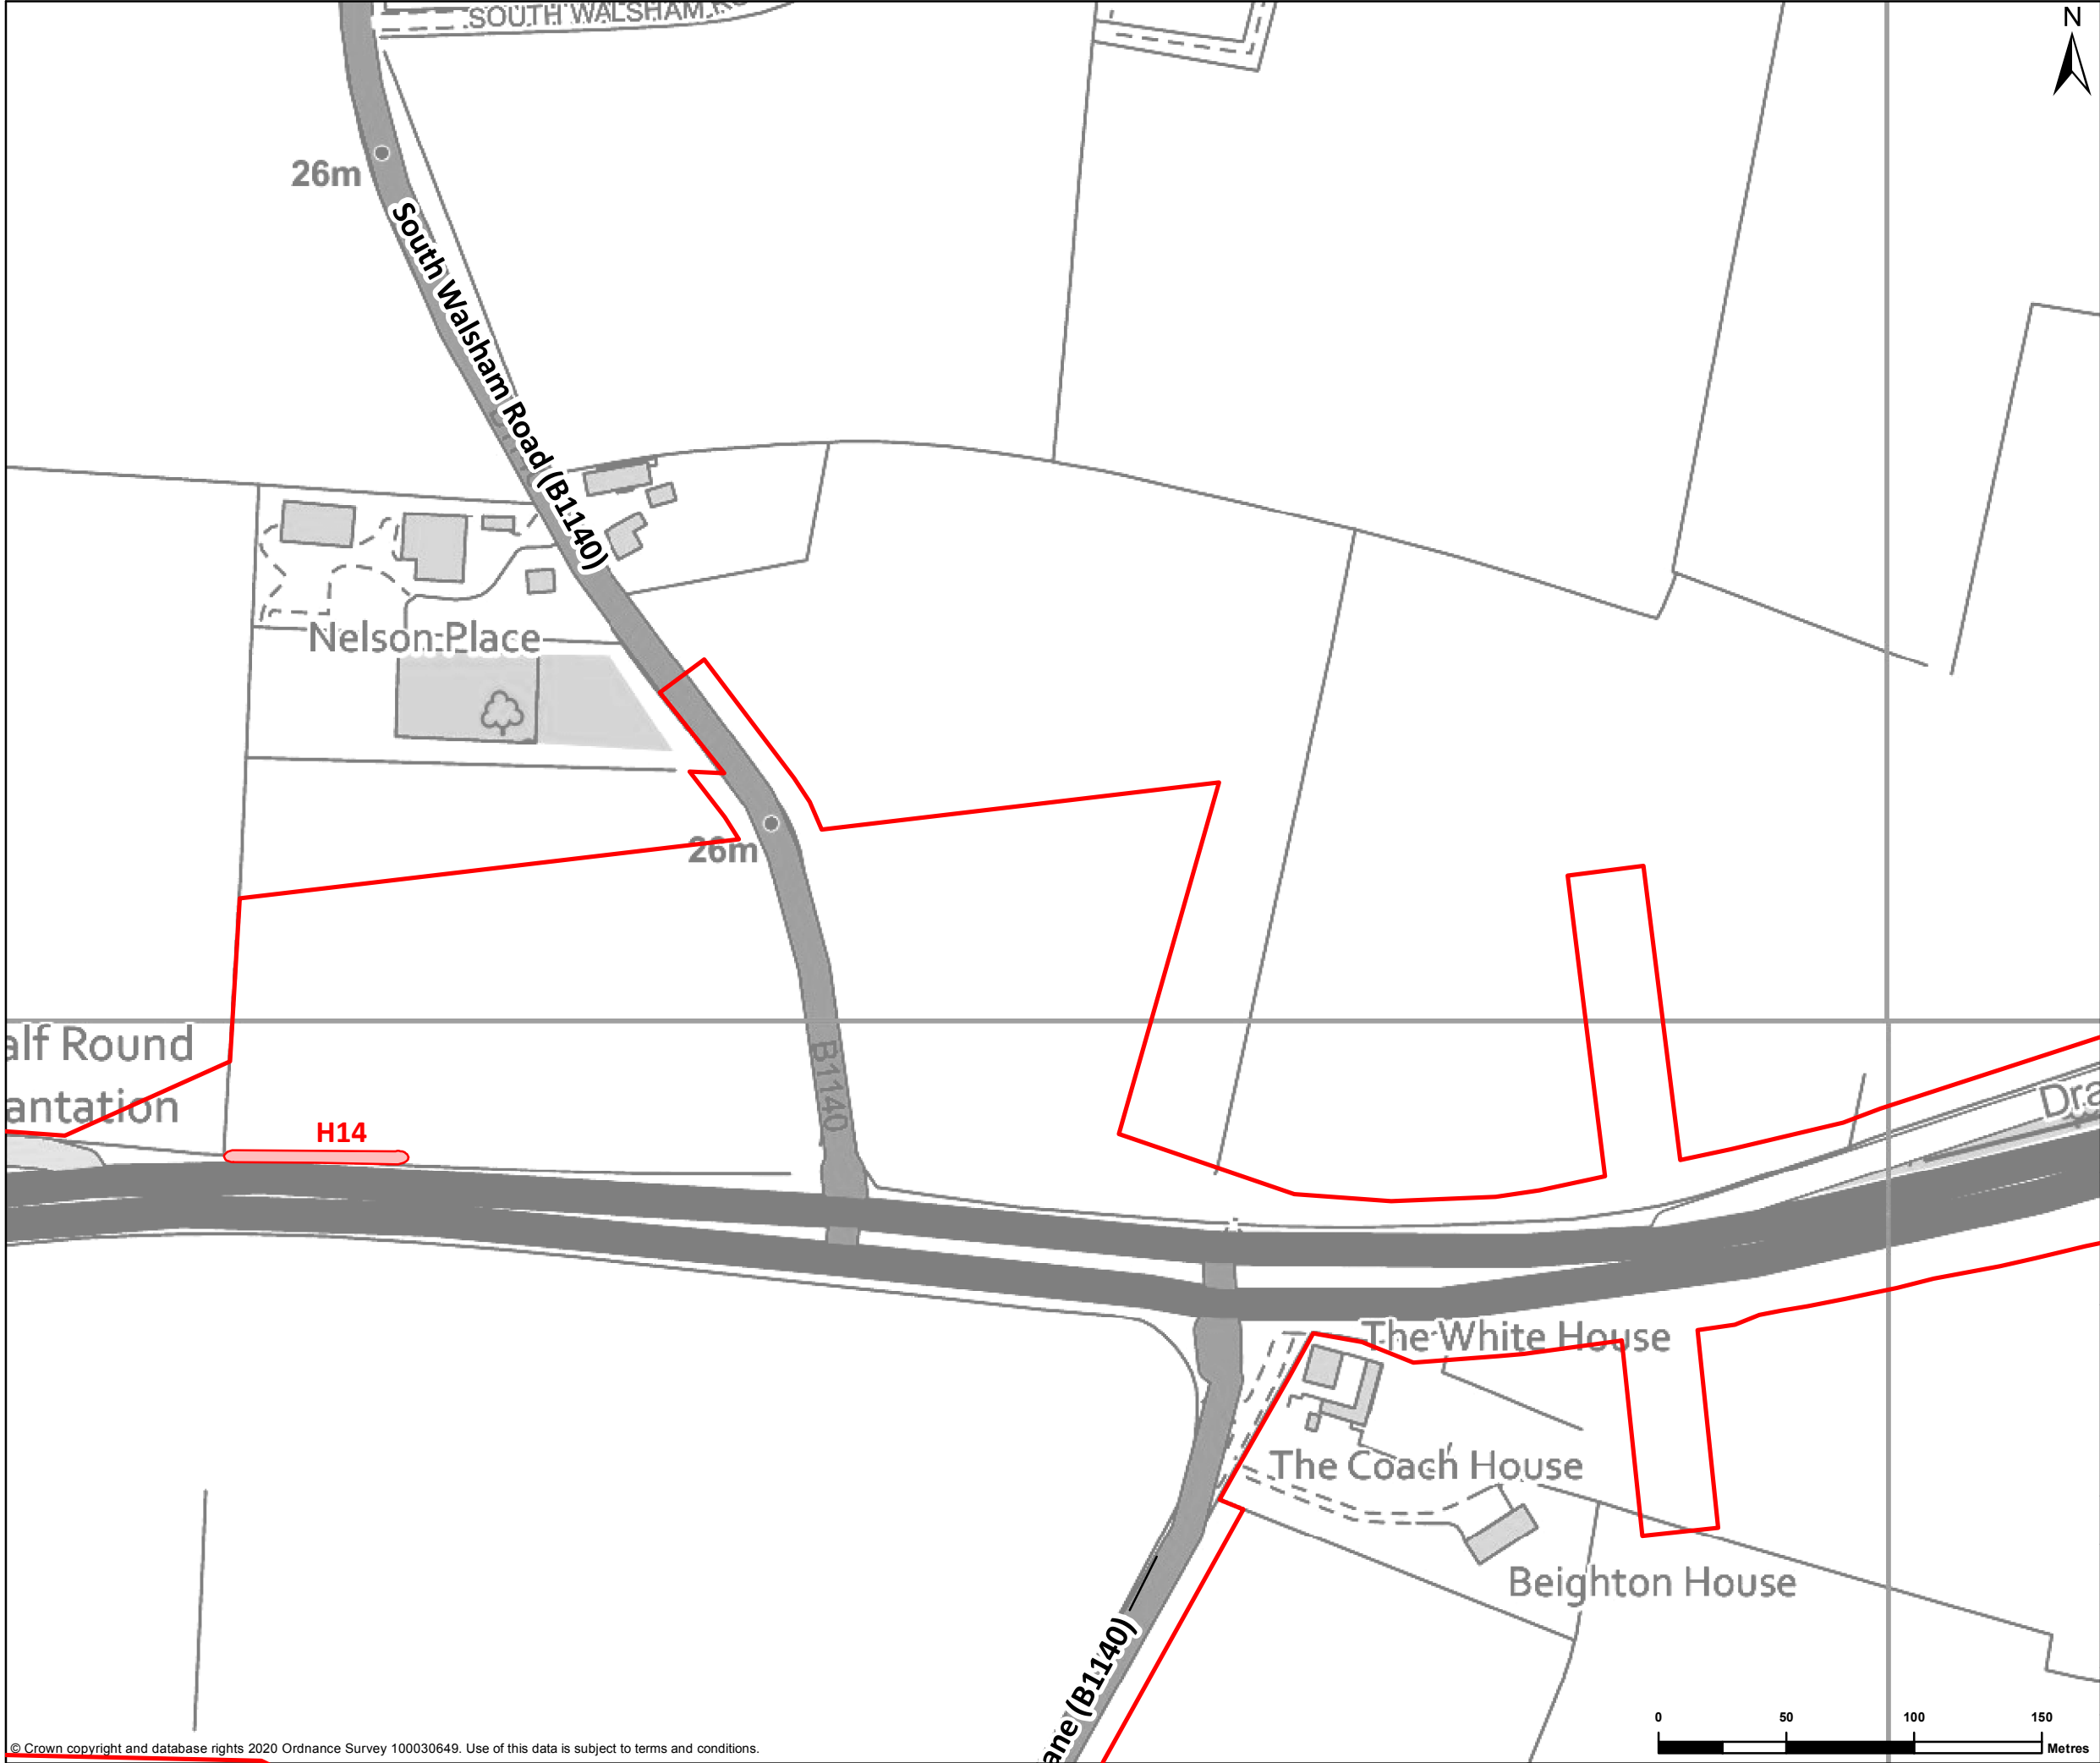 SOUTH WALSHAM
N
26m
South Walsham Road (B1140)
Nelson Place
26m
alf Round
antation
H14
B1140
Dra
The White House
The Coach House
Beighton House
ane (B1140)
0 50 100 150
Metres
© Crown copyright and database rights 2020 Ordnance Survey 100030649. Use of this data is subject to terms and conditions.